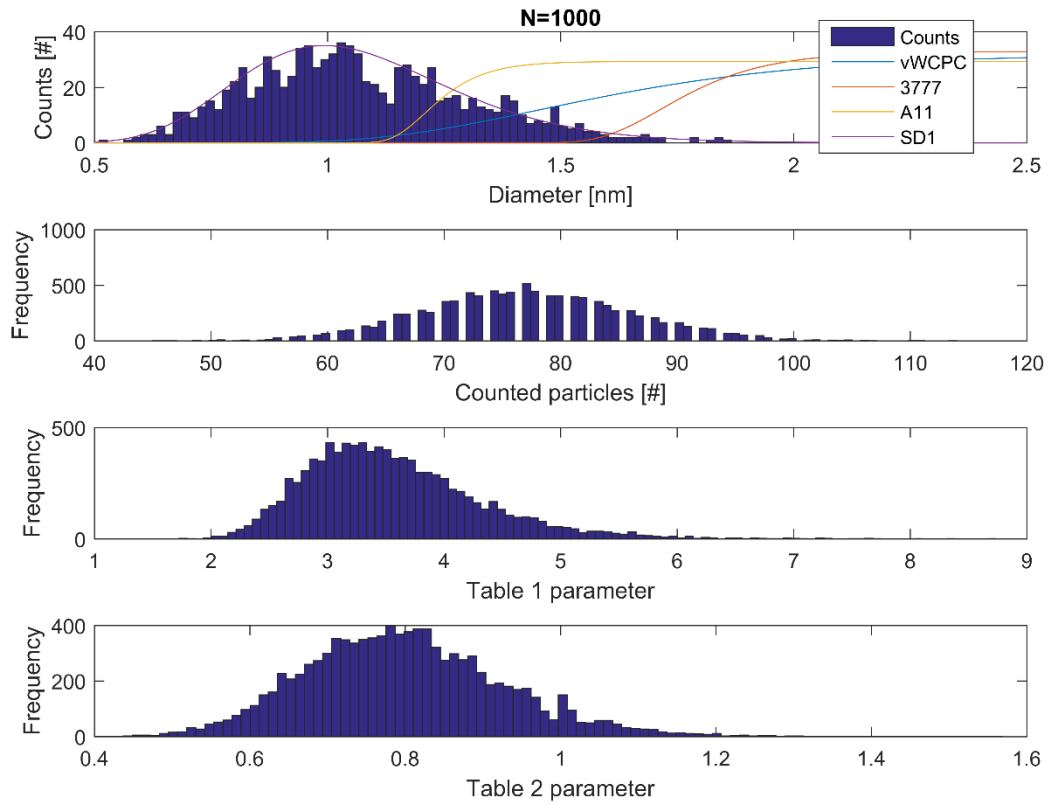 N=1000
Counts [#]
40
20
0
0.5 1 1.5 2 2.5
Diameter [nm]
Counts
vWCPC
3777
A11
SD1
Frequency
1000
500
0
40 50 60 70 80 90 100 110 120
Counted particles [#]
Frequency
500
0
1 2 3 4 5 6 7 8 9
Table 1 parameter
Frequency
400
200
0
0.4 0.6 0.8 1 1.2 1.4 1.6
Table 2 parameter